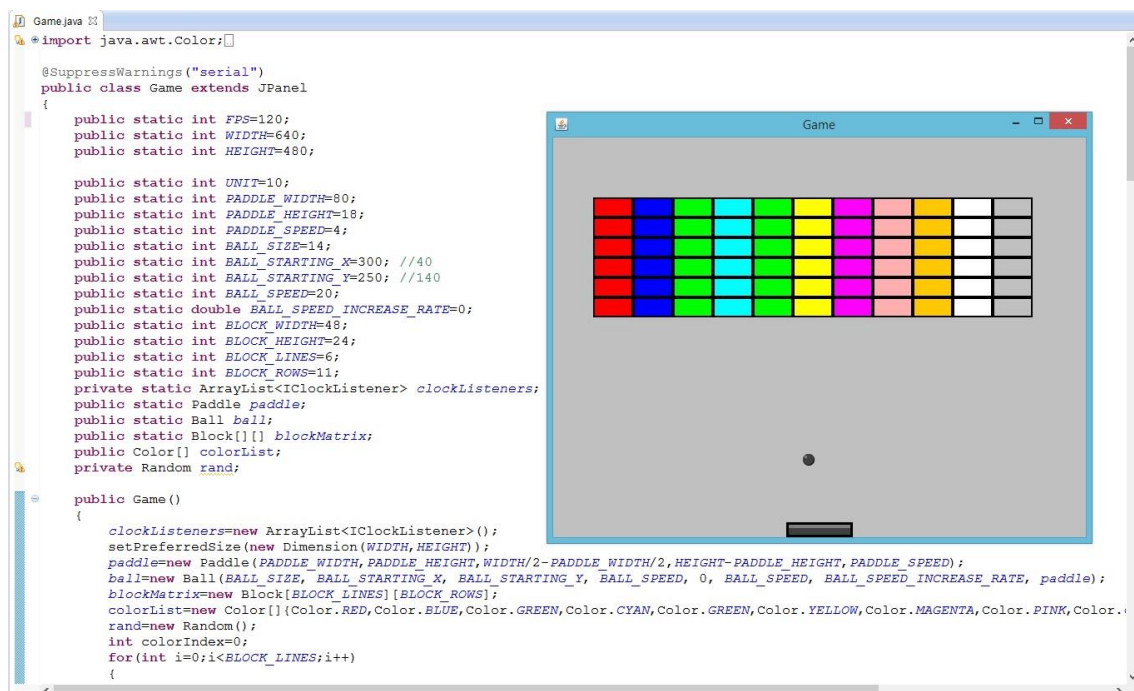 Game.java
import java.awt.Color;
@SuppressWarnings("serial")
public class Game extends JPanel
{
public static int FPS=120;
public static int WIDTH=640;
public static int HEIGHT=480;
public static int UNIT=10;
public static int PADDLE_WIDTH=80;
public static int PADDLE_HEIGHT=18;
public static int PADDLE_SPEED=4;
public static int BALL_SIZE=14;
public static int BALL_STARTING_X=300; //40
public static int BALL_STARTING_Y=250; //140
public static int BALL_SPEED=20;
public static double BALL_SPEED_INCREASE_RATE=0;
public static int BLOCK_WIDTH=48;
public static int BLOCK_HEIGHT=24;
public static int BLOCK_LINES=6;
public static int BLOCK_ROWS=11;
private static ArrayList<IClockListener> clockListeners;
public static Paddle paddle;
public static Ball ball;
public static Block[][] blockMatrix;
public Color[] colorList;
private Random rand;
public Game()
{
clockListeners=new ArrayList<IClockListener>();
setPreferredSize(new Dimension(WIDTH,HEIGHT));
paddle=new Paddle(PADDLE_WIDTH,PADDLE_HEIGHT,WIDTH/2-PADDLE_WIDTH/2,HEIGHT-PADDLE_HEIGHT,PADDLE_SPEED);
ball=new Ball(BALL_SIZE, BALL_STARTING_X, BALL_STARTING_Y, BALL_SPEED, 0, BALL_SPEED, BALL_SPEED_INCREASE_RATE, paddle);
blockMatrix=new Block[BLOCK_LINES][BLOCK_ROWS];
colorList=new Color[]{Color.RED,Color.BLUE,Color.GREEN,Color.CYAN,Color.GREEN,Color.YELLOW,Color.MAGENTA,Color.PINK,Color.
rand=new Random();
int colorIndex=0;
for(int i=0;i<BLOCK_LINES;i++)
{
Game